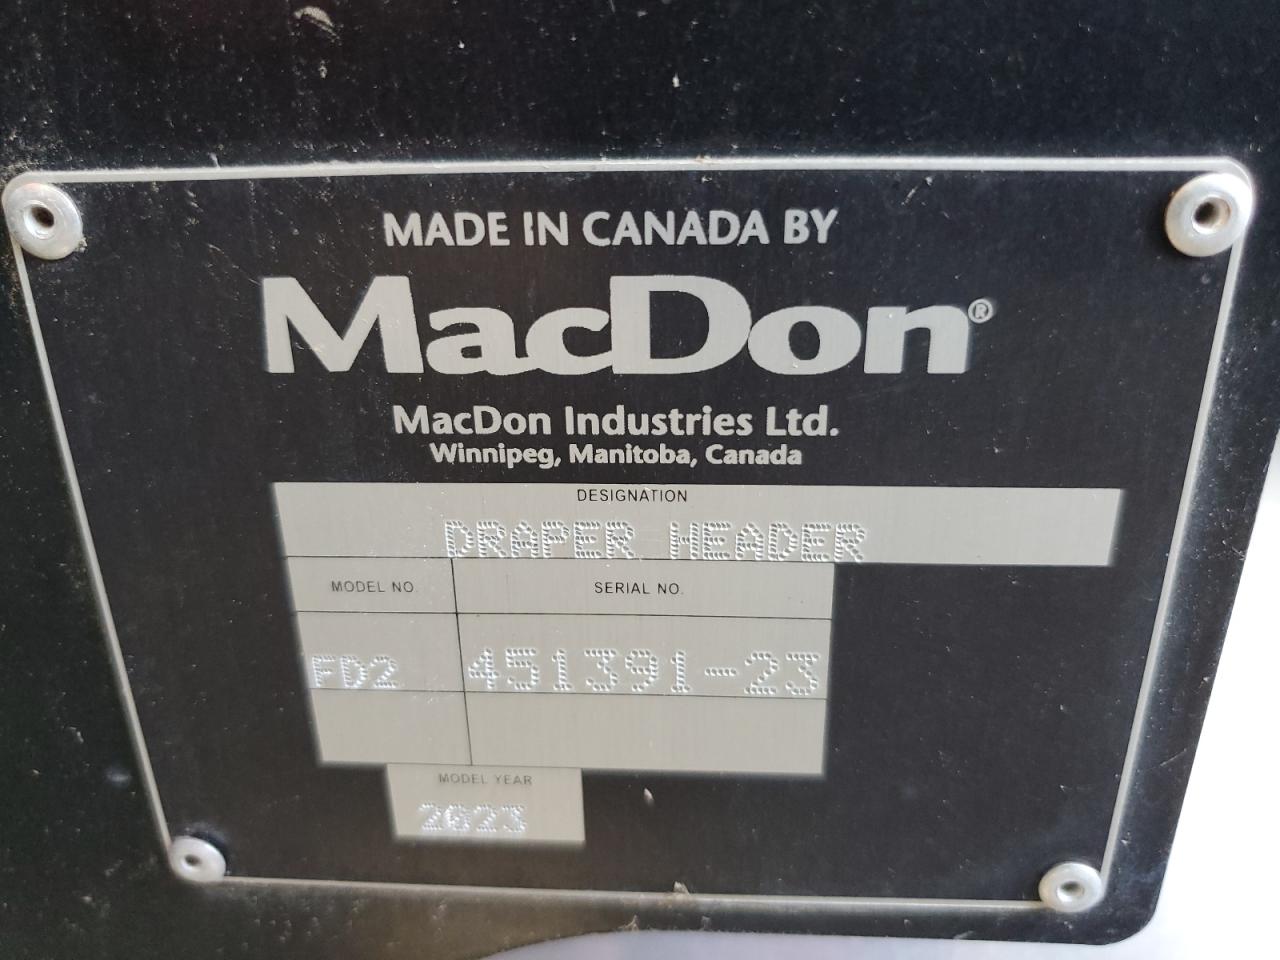 MADE IN CANADA BY
MacDon®
MacDon Industries Ltd.
Winnipeg, Manitoba, Canada
DESIGNATION
DRAPER HEADER
MODEL NO. SERIAL NO.
FD2 451391-23
MODEL YEAR
2023